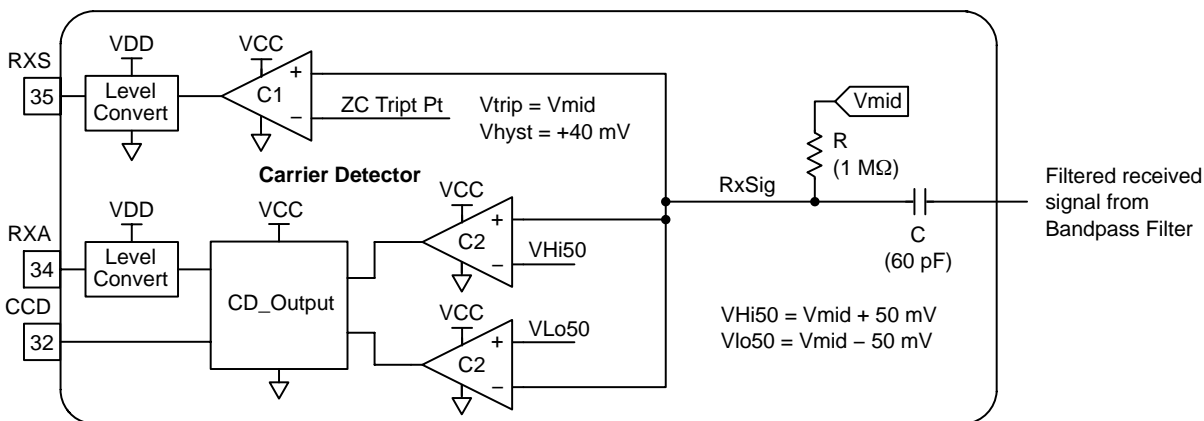 RXS
35
VDD
Level
Convert
VCC
C1
+
−
ZC Tript Pt
Vtrip = Vmid
Vhyst = +40 mV
Vmid
R
(1 MΩ)
Carrier Detector
RxSig
C
(60 pF)
Filtered received
signal from
Bandpass Filter
RXA
34
VDD
Level
Convert
VCC
CD_Output
VCC
C2
+
−
VHi50
CCD
32
VCC
C2
+
−
VLo50
VHi50 = Vmid + 50 mV
Vlo50 = Vmid − 50 mV